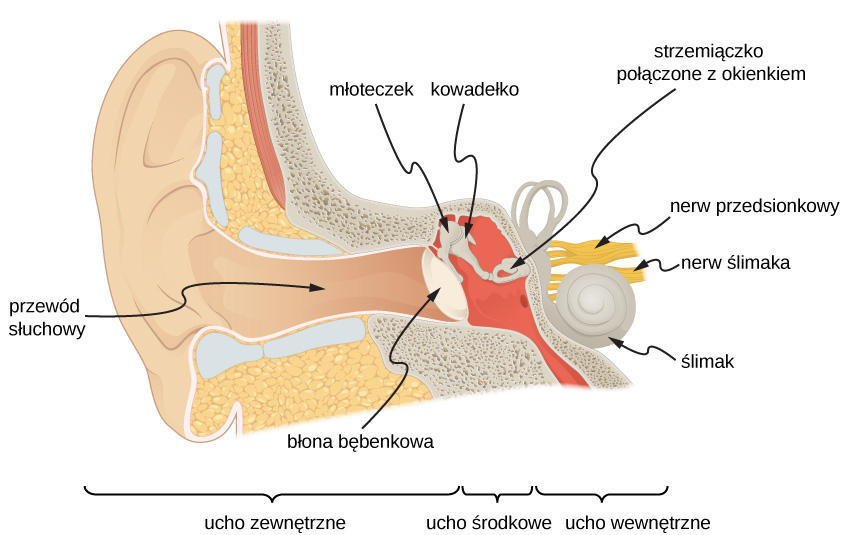 strzemiączko
połączone z okienkiem
młoteczek
kowadełko
nerw przedsionkowy
nerw ślimaka
przewód
słuchowy
ślimak
błona bębenkowa
ucho zewnętrzne
ucho środkowe
ucho wewnętrzne